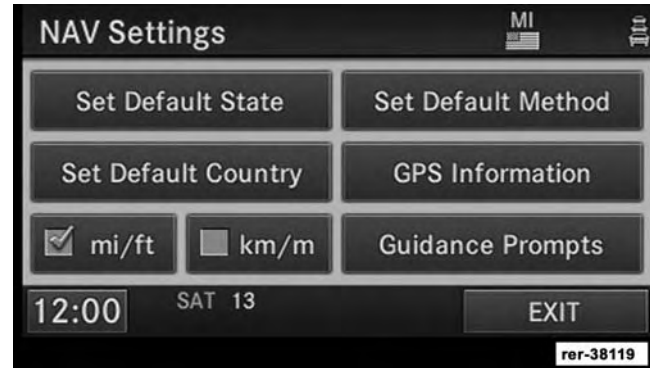 NAV Settings
MI
Set Default State
Set Default Method
Set Default Country
GPS Information
mi/ft
km/m
Guidance Prompts
12:00
SAT 13
EXIT
rer-38119